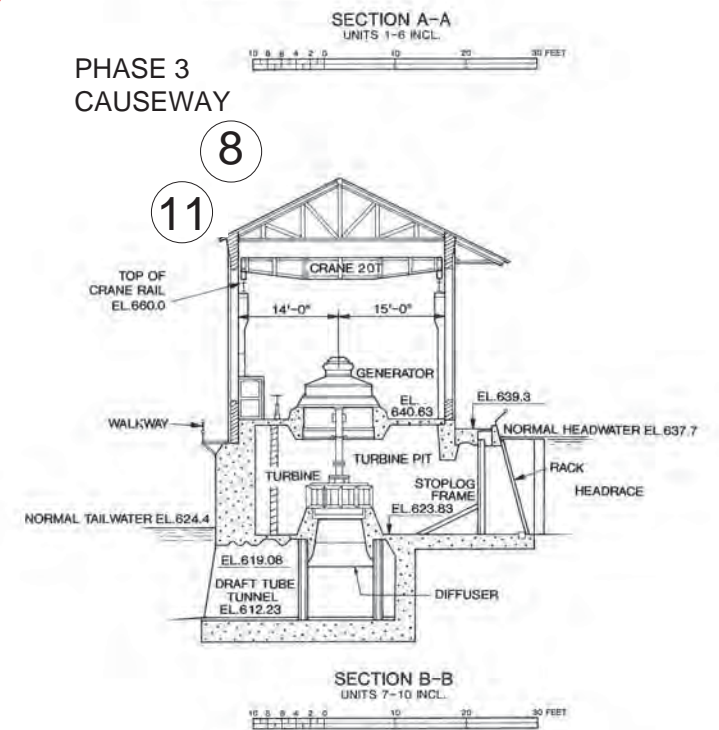 SECTION A-A
UNITS 1-6 INCL.
10 8 6 4 2 0 10 20 30 FEET
PHASE 3
CAUSEWAY
8
11
CRANE 20T
TOP OF
CRANE RAIL
EL.660.0
14'-0" 15'-0"
GENERATOR
EL.
640.63
EL.639.3
WALKWAY
NORMAL HEADWATER EL.637.7
TURBINE PIT
RACK
TURBINE
STOPLOG
FRAME
HEADRACE
EL.623.83
NORMAL TAILWATER EL.624.4
EL.619.08
DRAFT TUBE
TUNNEL
EL.612.23
DIFFUSER
SECTION B-B
UNITS 7-10 INCL.
10 8 6 4 2 0 10 20 30 FEET